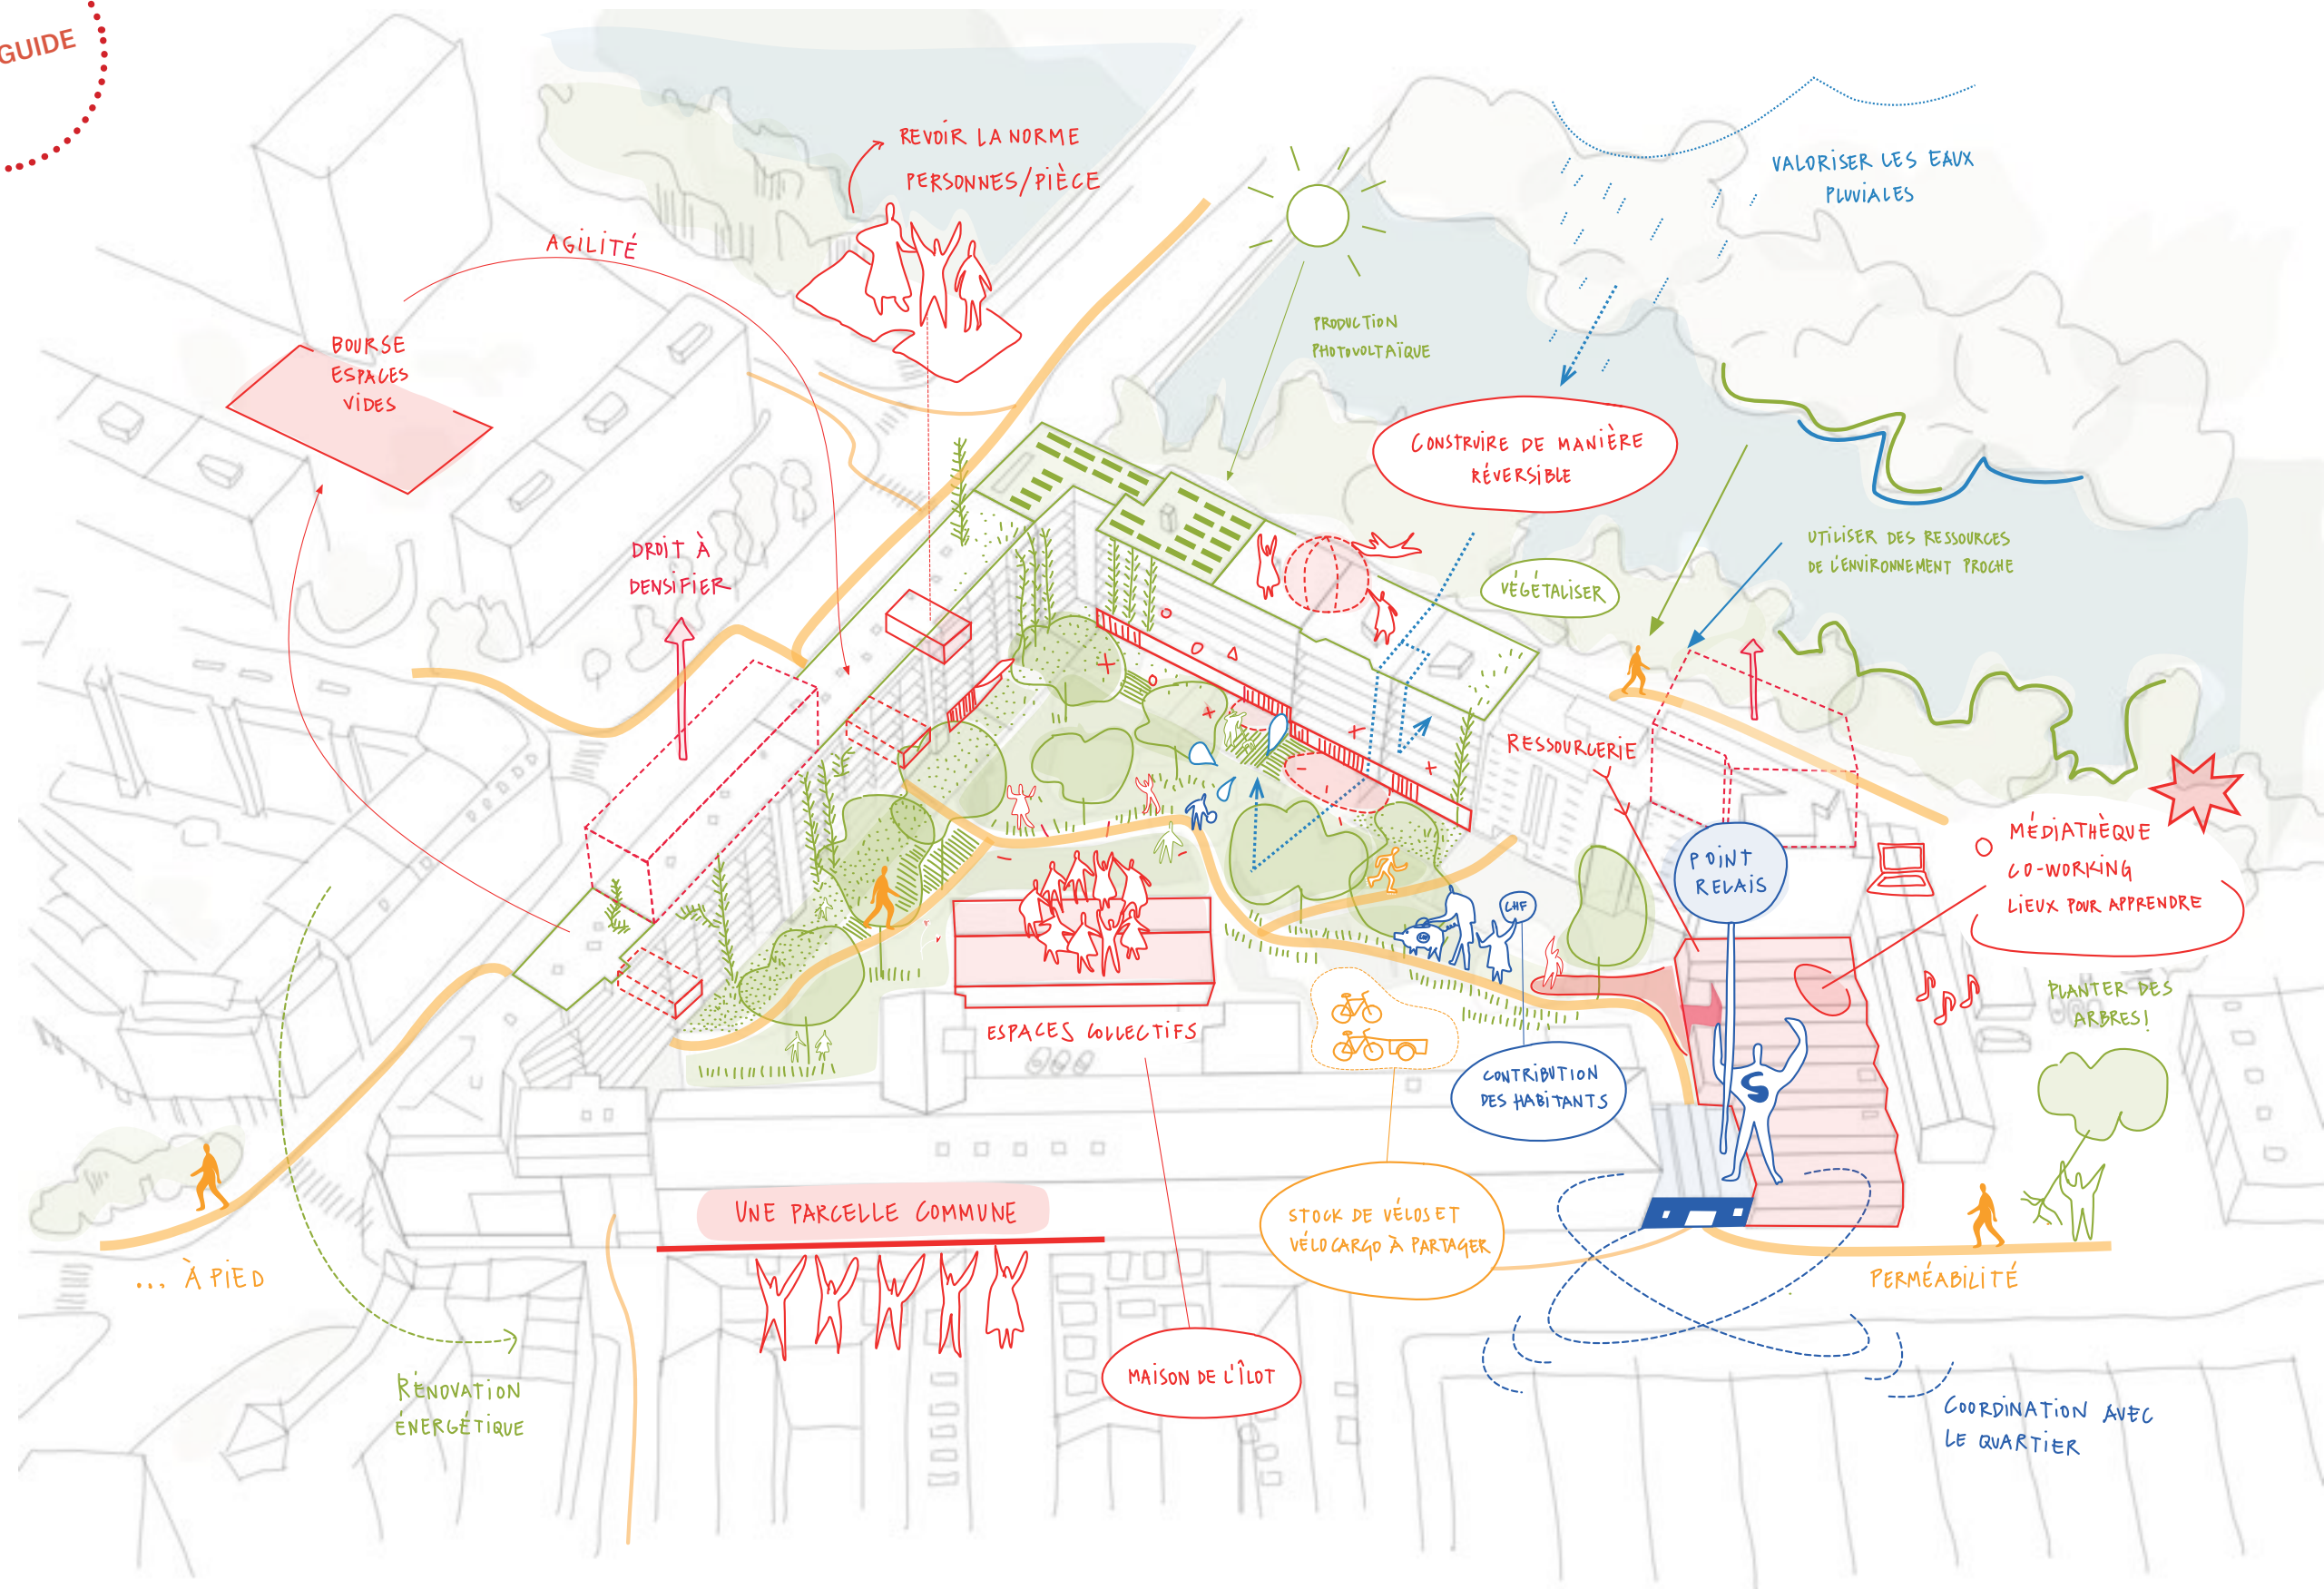 GUIDE
REVOIR LA NORME
PERSONNES/PIÈCE
VALORISER LES EAUX
PLUVIALES
AGILITÉ
BOURSE
ESPACES
VIDES
PRODUCTION
PHOTOVOLTAÏQUE
CONSTRUIRE DE MANIÈRE
RÉVERSIBLE
DROIT À
DENSIFIER
VÉGÉTALISER
UTILISER DES RESSOURCES
DE L'ENVIRONNEMENT PROCHE
RESSOURCERIE
POINT
RELAIS
MÉDIATHÈQUE
CO-WORKING
LIEUX POUR APPRENDRE
CHF
ESPACES COLLECTIFS
PLANTER DES
ARBRES!
CONTRIBUTION
DES HABITANTS
S
UNE PARCELLE COMMUNE
STOCK DE VÉLOS ET
VÉLO CARGO À PARTAGER
... À PIED
PERMÉABILITÉ
MAISON DE L'ÎLOT
RÉNOVATION
ÉNERGÉTIQUE
COORDINATION AVEC
LE QUARTIER